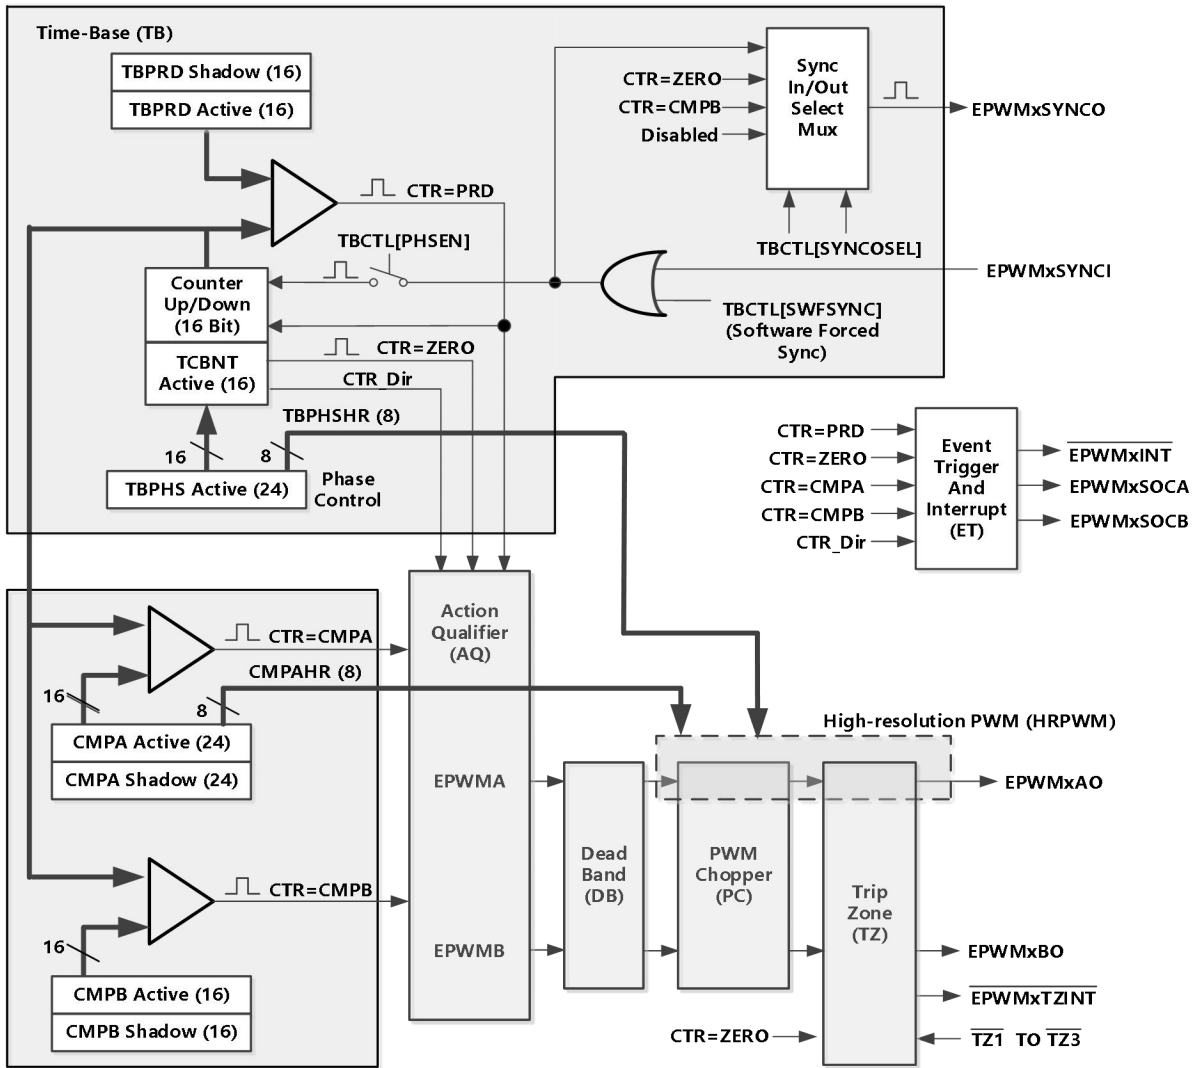 Time-Base (TB)
TBPRD Shadow (16)
TBPRD Active (16)
CTR=PRD
TBCTL[PHSEN]
Counter
Up/Down
(16 Bit)
TCBNT
Active (16)
CTR=ZERO
CTR_Dir
TBPHSHR (8)
16
8
TBPHS Active (24)
Phase
Control
CTR=ZERO
CTR=CMPB
Disabled
Sync
In/Out
Select
Mux
EPWMxSYNCO
TBCTL[SYNCOSEL]
EPWMxSYNCI
TBCTL[SWFSYNC]
(Software Forced
Sync)
CTR=PRD
CTR=ZERO
CTR=CMPA
CTR=CMPB
CTR_Dir
Event
Trigger
And
Interrupt
(ET)
EPWMxINT
EPWMxSOCA
EPWMxSOCB
CTR=CMPA
CMPAHR (8)
16
8
CMPA Active (24)
CMPA Shadow (24)
CTR=CMPB
16
CMPB Active (16)
CMPB Shadow (16)
Action
Qualifier
(AQ)
EPWMA
EPWMB
High-resolution PWM (HRPWM)
Dead
Band
(DB)
PWM
Chopper
(PC)
Trip
Zone
(TZ)
EPWMxAO
EPWMxBO
EPWMxTZINT
CTR=ZERO
TZ1 TO TZ3